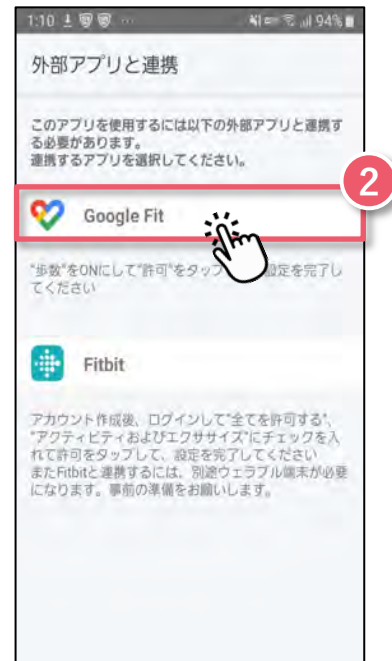 1:10
94%
外部アプリと連携
このアプリを使用するには以下の外部アプリと連携す
る必要があります。
連携するアプリを選択してください。
2
Google Fit
"歩数"をONにして"許可"をタップ 設定を完了し
てください
Fitbit
アカウント作成後、ログインして"全てを許可する"、
"アクティビティおよびエクササイズ"にチェックを入
れて許可をタップして、設定を完了してください
またFitbitと連携するには、別途ウェラブル端末が必要
になります。事前の準備をお願いします。